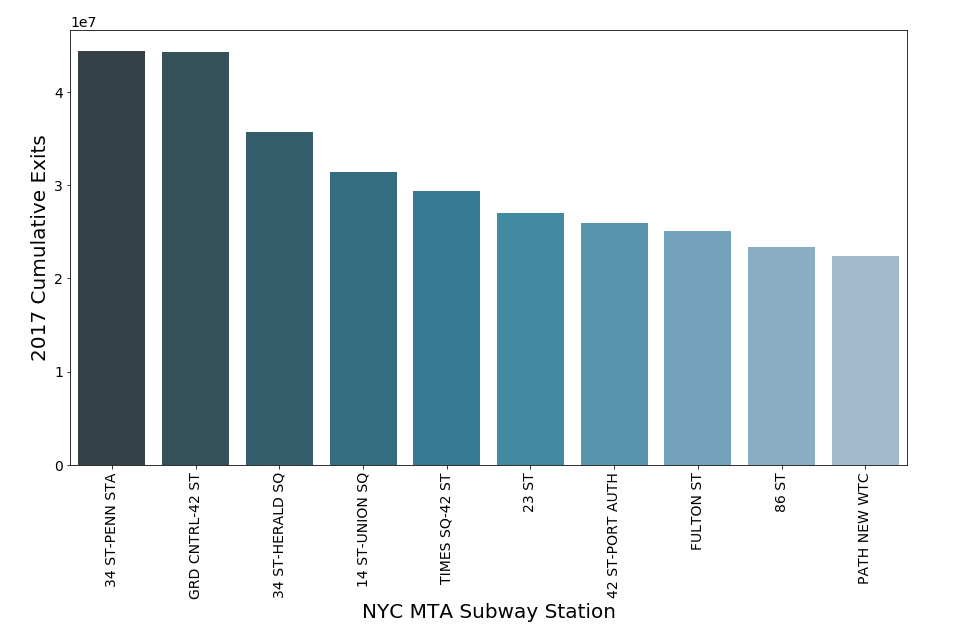 1e7
4
3
2
1
0
2017 Cumulative Exits
34 ST-PENN STA
GRD CNTRL-42 ST
34 ST-HERALD SQ
14 ST-UNION SQ
TIMES SQ-42 ST
23 ST
42 ST-PORT AUTH
FULTON ST
86 ST
PATH NEW WTC
NYC MTA Subway Station